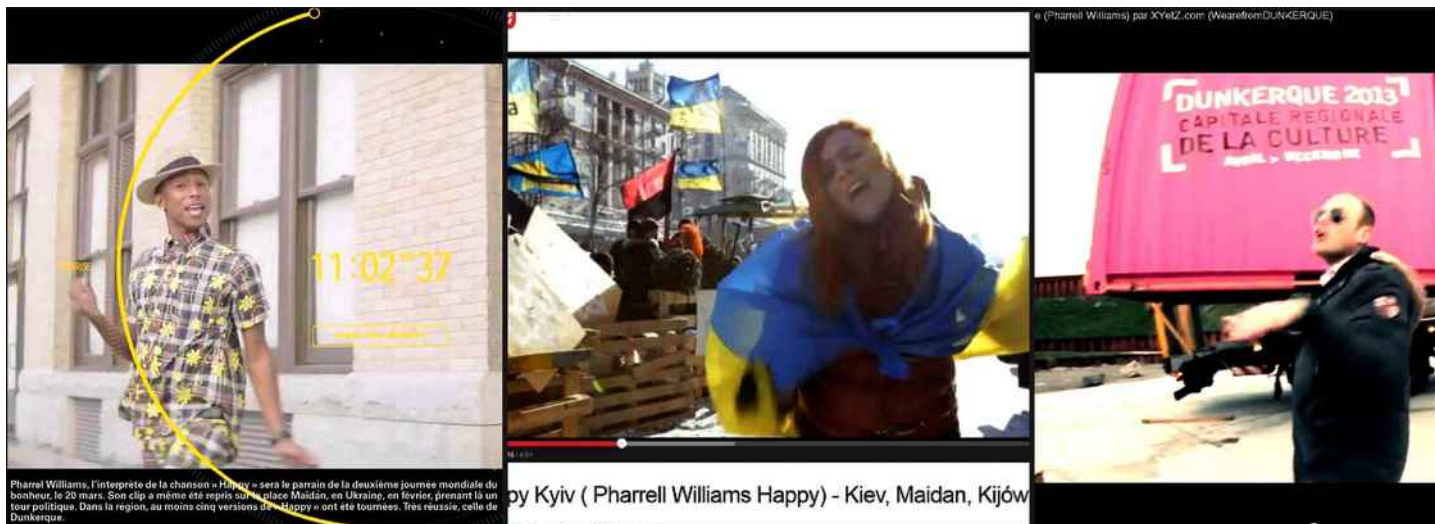 11:02"37
Pharrel Williams, l'interprète de la chanson « Happy » sera le parrain de la deuxième journée mondiale du
bonheur, le 20 mars. Son clip a même été repris sur la place Maïdan, en Ukraine, en février, prenant là un
tour politique. Dans la région, au moins cinq versions de « Happy » ont été tournées. Très réussie, celle de
Dunkerque.
py Kyiv ( Pharrell Williams Happy) - Kiev, Maidan, Kijów
e (Pharrell Williams) par XYetZ.com (WearefromDUNKERQUE)
DUNKERQUE 2013
CAPITALE REGIONALE
DE LA CULTURE
AVRIL > DECEMBRE